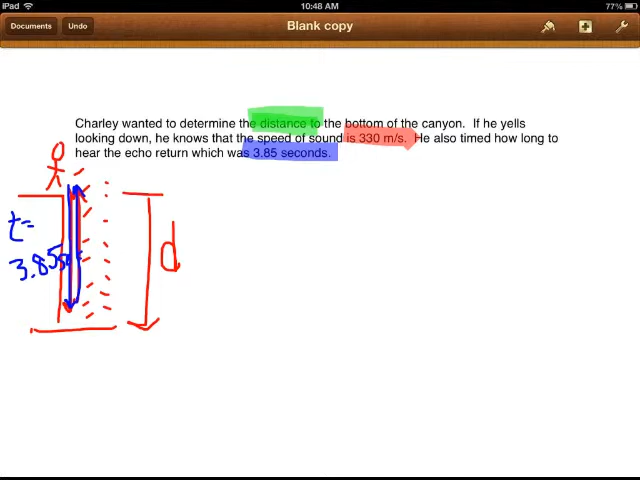 iPad
10:48 AM
77%
Documents
Undo
Blank copy
Charley wanted to determine the distance to the bottom of the canyon. If he yells
looking down, he knows that the speed of sound is 330 m/s. He also timed how long to
hear the echo return which was 3.85 seconds.
t=
3.85
d